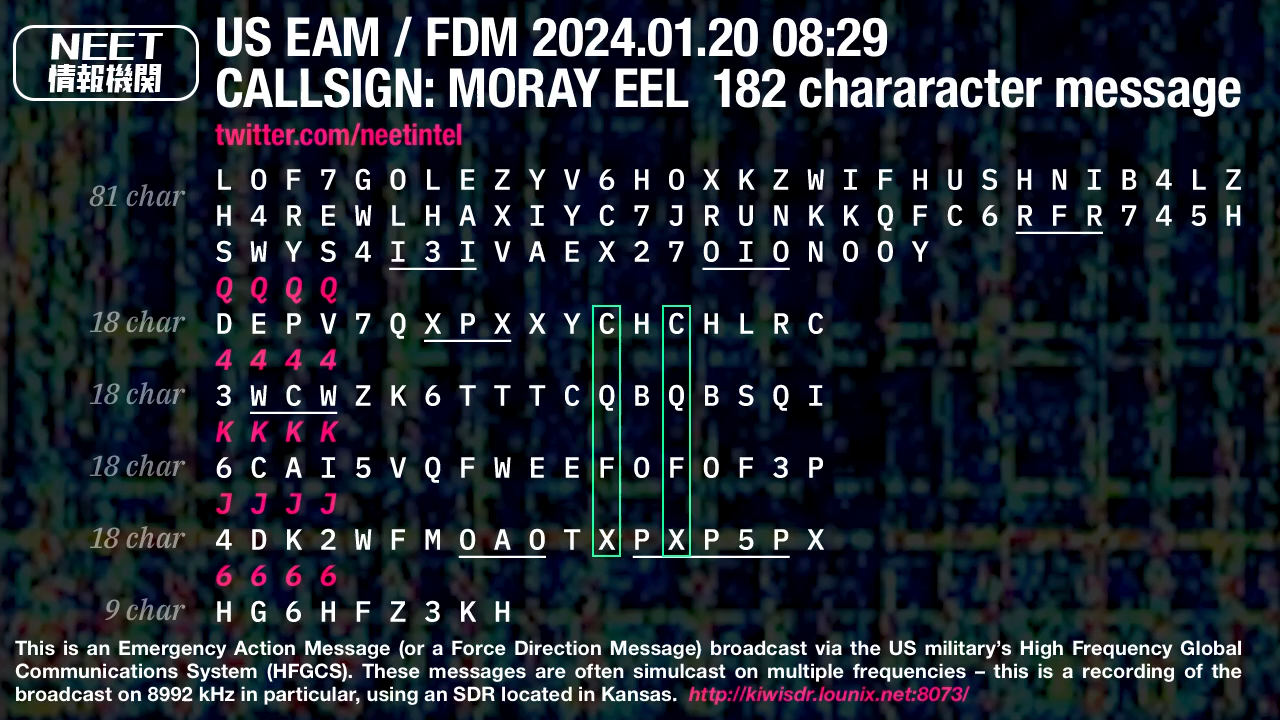 NEET
情報機関
US EAM / FDM 2024.01.20 08:29
CALLSIGN: MORAY EEL 182 chararacter message
twitter.com/neetintel
81 char
L O F 7 G O L E Z Y V 6 H O X K Z W I F H U S H N I B 4 L Z
H 4 R E W L H A X I Y C 7 J R U N K K Q F C 6 R F R 7 4 5 H
S W Y S 4 I 3 I V A E X 2 7 O I O N O O Y
Q Q Q Q
18 char D E P V 7 Q X P X X Y C H C H L R C
4 4 4 4
18 char 3 W C W Z K 6 T T T C Q B Q B S Q I
K K K K
18 char 6 C A I 5 V Q F W E E F O F O F 3 P
J J J J
18 char 4 D K 2 W F M O A O T X P X P 5 P X
6 6 6 6
9 char H G 6 H F Z 3 K H
This is an Emergency Action Message (or a Force Direction Message) broadcast via the US military's High Frequency Global
Communications System (HFGCS). These messages are often simulcast on multiple frequencies – this is a recording of the
broadcast on 8992 kHz in particular, using an SDR located in Kansas. http://kiwisdr.lounix.net:8073/